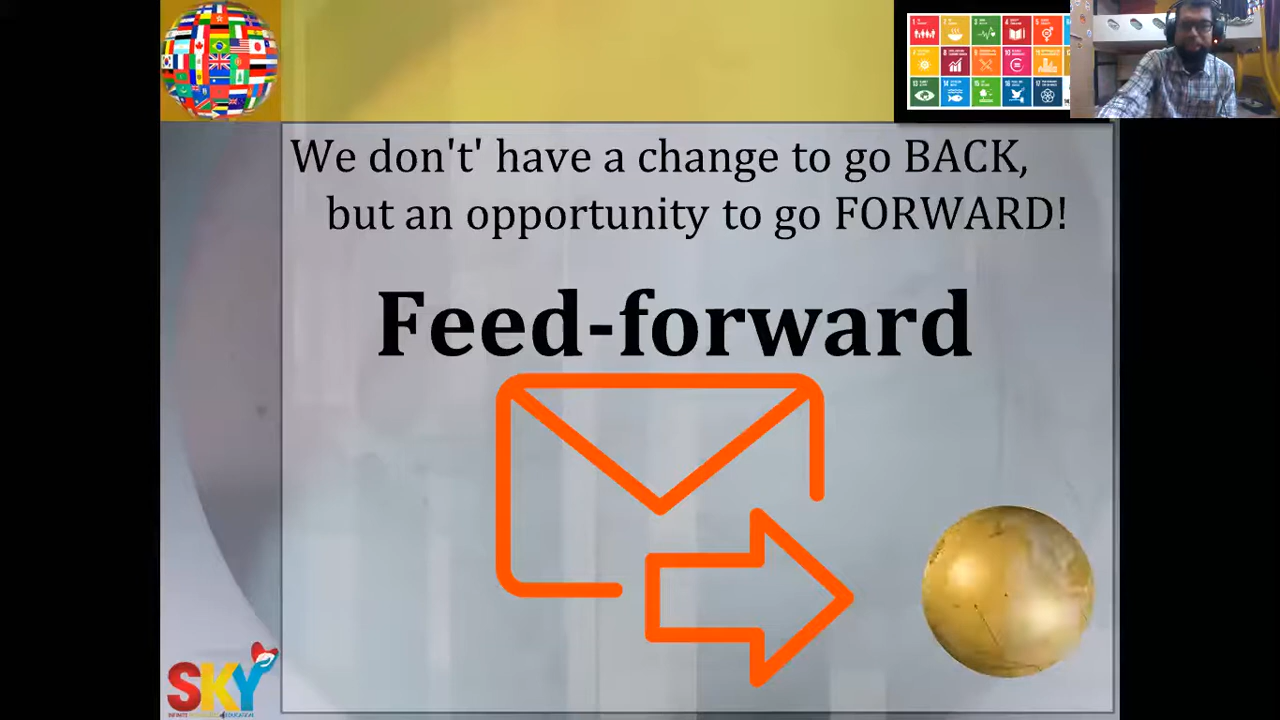 We don't' have a change to go BACK,
but an opportunity to go FORWARD!
Feed-forward
SKY